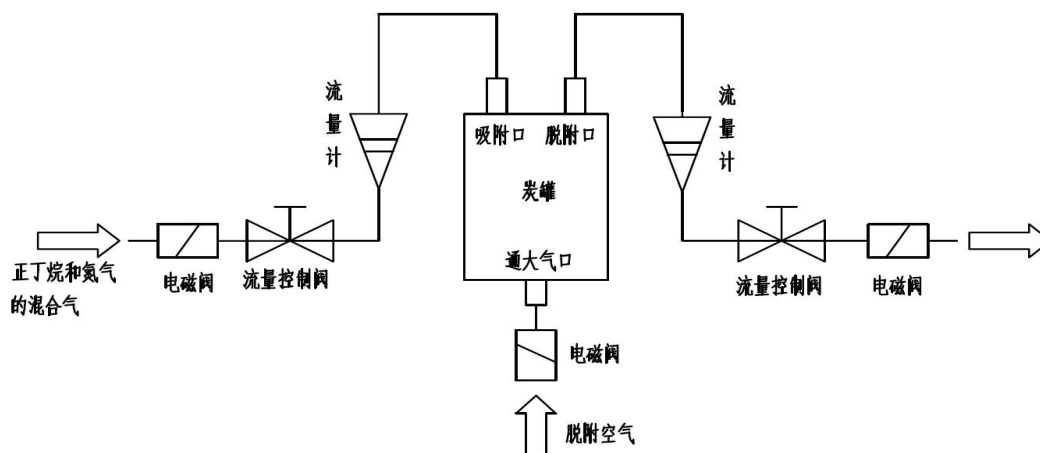 流量计
吸附口
脱附口
流量计
炭罐
通大气口
正丁烷和氮气
的混合气
电磁阀
流量控制阀
流量控制阀
电磁阀
电磁阀
脱附空气